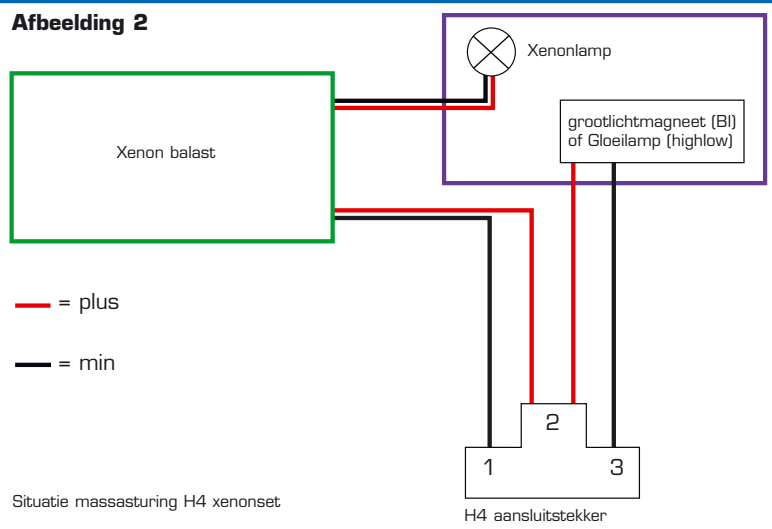 Afbeelding 2
Xenonlamp
grootlichtmagneet (BI)
of Gloeilamp (highlow)
Xenon balast
= plus
= min
2
1
3
Situatie massasturing H4 xenonset
H4 aansluitstekker